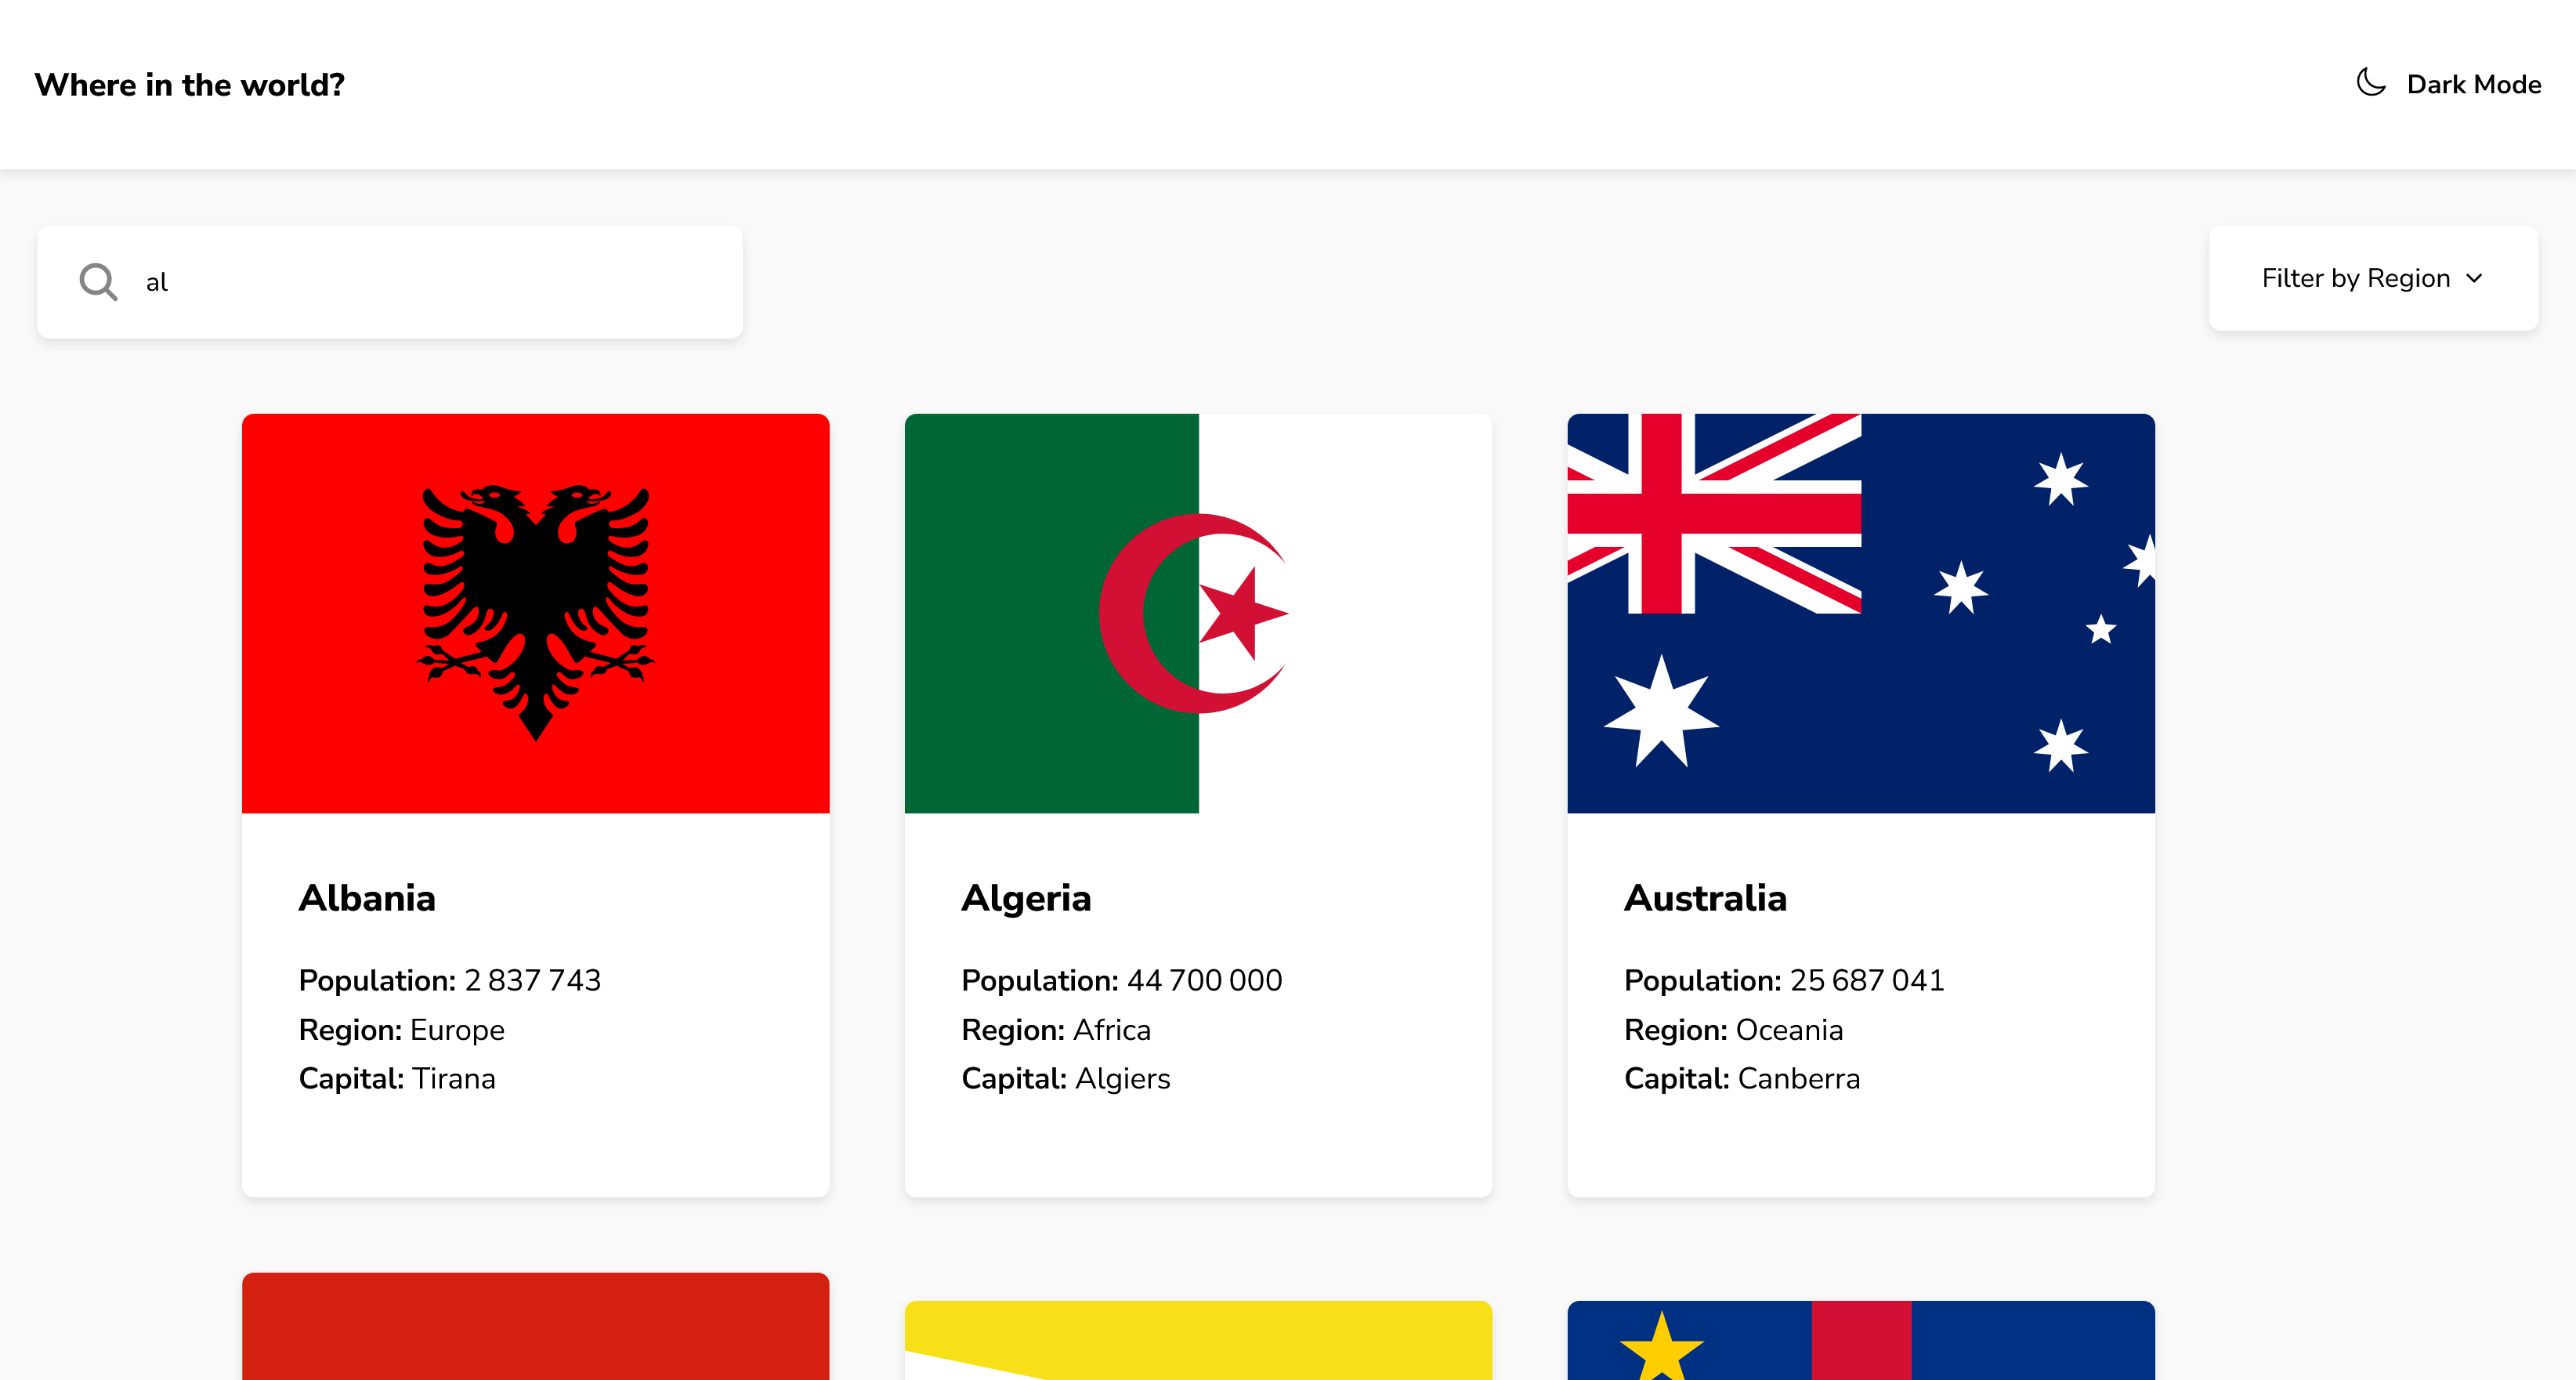 Where in the world?
Dark Mode
al
Filter by Region
Albania
Population: 2 837 743
Region: Europe
Capital: Tirana
Algeria
Population: 44 700 000
Region: Africa
Capital: Algiers
Australia
Population: 25 687 041
Region: Oceania
Capital: Canberra